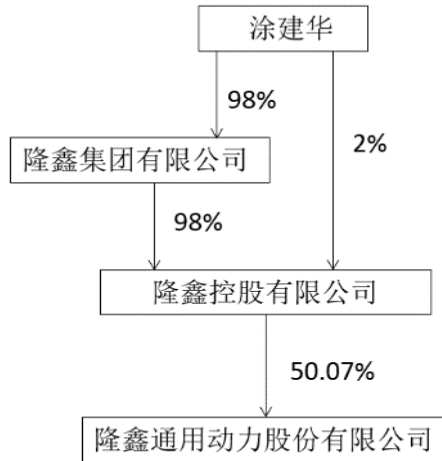 涂建华
98%
2%
隆鑫集团有限公司
98%
隆鑫控股有限公司
50.07%
隆鑫通用动力股份有限公司